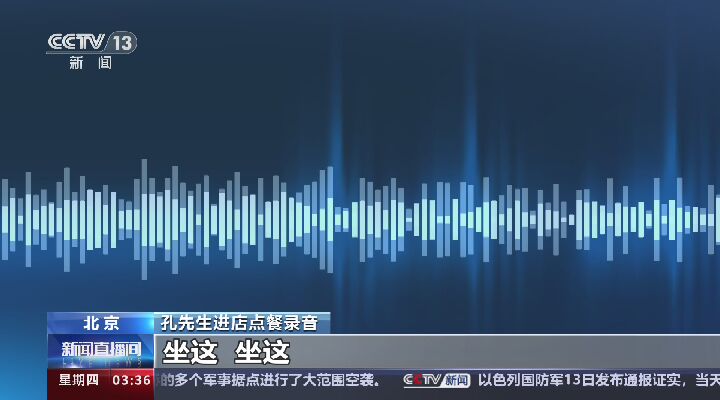 CCTV 13
新闻
北京
孔先生进店点餐录音
新闻直播间
坐这 坐这
星期四 03:36
的多个军事据点进行了大范围空袭。 CCTV 新闻 以色列国防军13日发布通报证实，当天